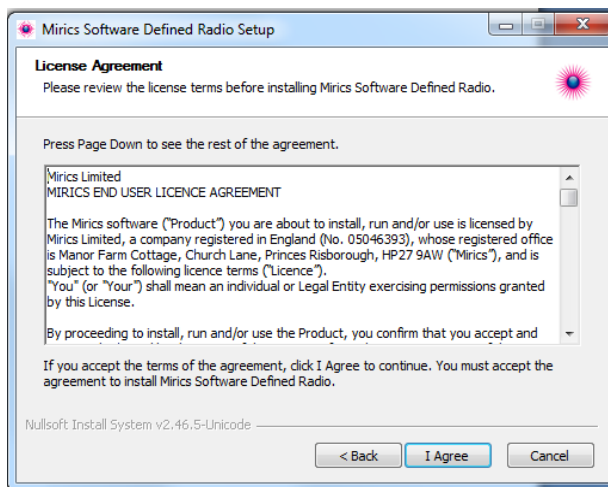 Mirics Software Defined Radio Setup
License Agreement
Please review the license terms before installing Mirics Software Defined Radio.
Press Page Down to see the rest of the agreement.
Mirics Limited
MIRICS END USER LICENCE AGREEMENT
The Mirics software ("Product") you are about to install, run and/or use is licensed by
Mirics Limited, a company registered in England (No. 05046393), whose registered office
is Manor Farm Cottage, Church Lane, Princes Risborough, HP27 9AW ("Mirics"), and is
subject to the following licence terms ("Licence").
"You" (or "Your") shall mean an individual or Legal Entity exercising permissions granted
by this License.
By proceeding to install, run and/or use the Product, you confirm that you accept and
If you accept the terms of the agreement, click I Agree to continue. You must accept the
agreement to install Mirics Software Defined Radio.
Nullsoft Install System v2.46.5-Unicode
< Back
I Agree
Cancel